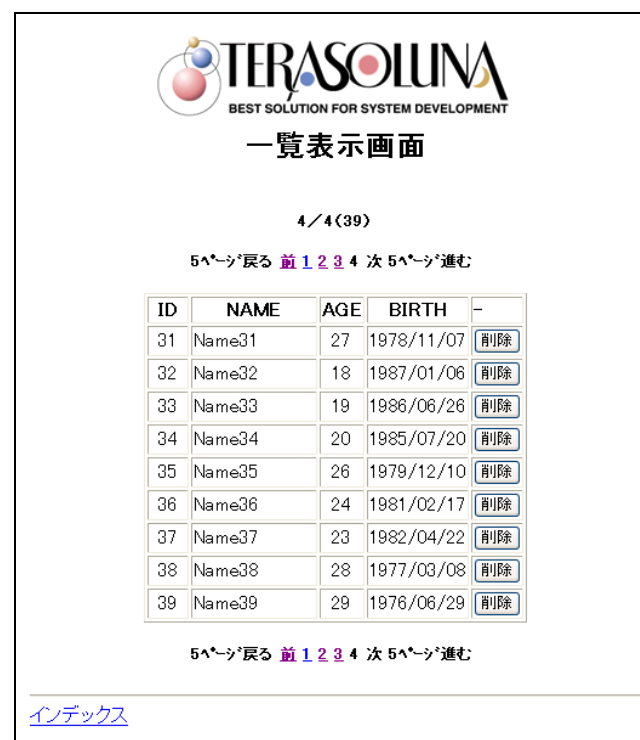 TERASOLUNA
BEST SOLUTION FOR SYSTEM DEVELOPMENT
一覧表示画面
4／4(39)
5ﾍﾟｰｼﾞ戻る 前 1 2 3 4 次 5ﾍﾟｰｼﾞ進む
ID NAME AGE BIRTH -
31 Name31 27 1978/11/07 削除
32 Name32 18 1987/01/06 削除
33 Name33 19 1986/06/26 削除
34 Name34 20 1985/07/20 削除
35 Name35 26 1979/12/10 削除
36 Name36 24 1981/02/17 削除
37 Name37 23 1982/04/22 削除
38 Name38 28 1977/03/08 削除
39 Name39 29 1976/06/29 削除
5ﾍﾟｰｼﾞ戻る 前 1 2 3 4 次 5ﾍﾟｰｼﾞ進む
インデックス